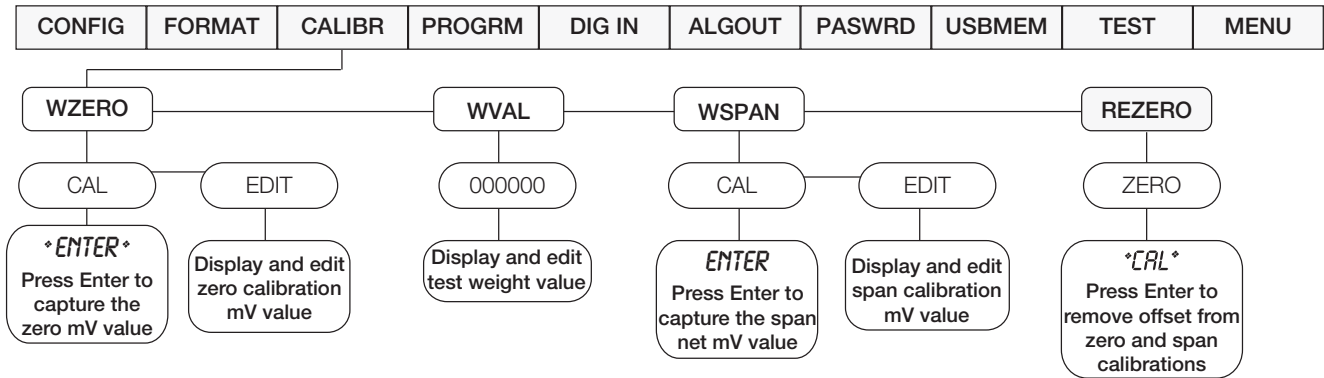 CONFIG FORMAT CALIBR PROGRM DIG IN ALGOUT PASWRD USBMEM TEST MENU
WZERO WVAL WSPAN REZERO
CAL EDIT 000000 CAL EDIT ZERO
*ENTER*
Press Enter to
capture the
zero mV value
Display and edit
zero calibration
mV value
Display and edit
test weight value
ENTER
Press Enter to
capture the span
net mV value
Display and edit
span calibration
mV value
*CAL*
Press Enter to
remove offset from
zero and span
calibrations